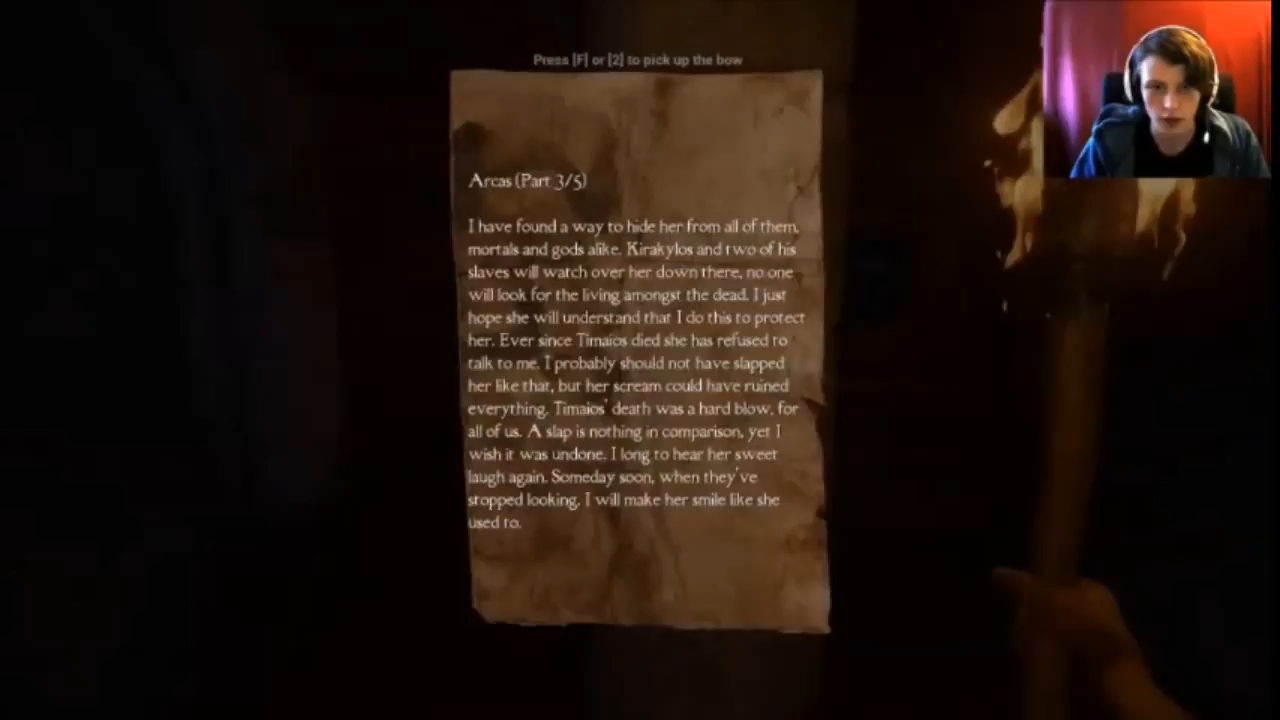 Press [F] or [2] to pick up the bow
Arcas (Part 3/5)
I have found a way to hide her from all of them,
mortals and gods alike. Kirakylos and two of his
slaves will watch over her down there, no one
will look for the living amongst the dead. I just
hope she will understand that I do this to protect
her. Ever since Timaios died she has refused to
talk to me. I probably should not have slapped
her like that, but her scream could have ruined
everything. Timaios' death was a hard blow, for
all of us. A slap is nothing in comparison, yet I
wish it was undone. I long to hear her sweet
laugh again. Someday soon, when they've
stopped looking, I will make her smile like she
used to.